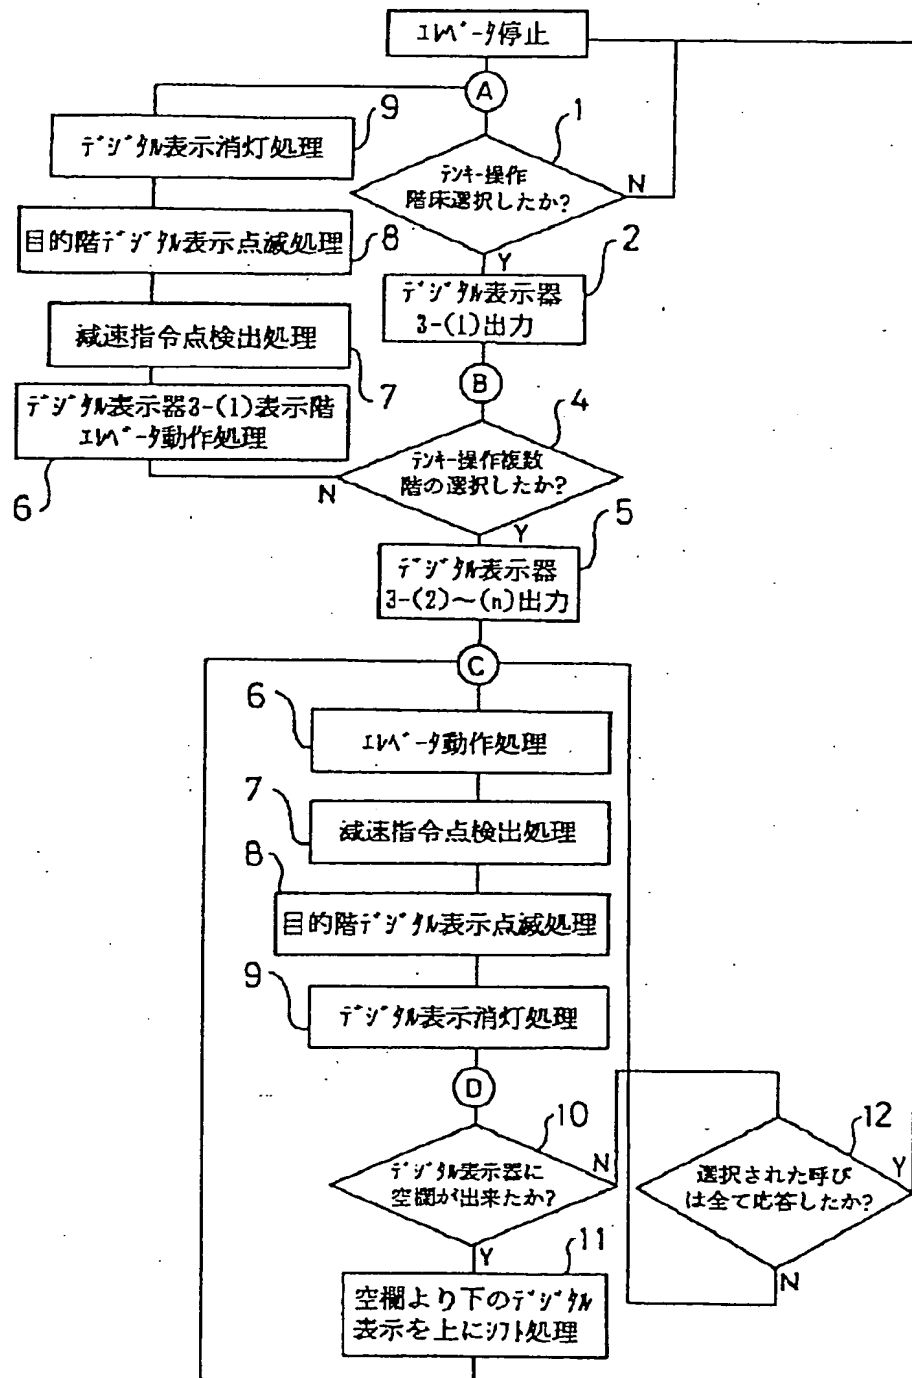 エレベータ停止
A
9
デジタル表示消灯処理
1
テンキー操作
階床選択したか?
N
目的階デジタル表示点滅処理
8
Y
2
デジタル表示器
3-(1)出力
減速指令点検出処理
7
B
デジタル表示器3-(1)表示階
エレベータ動作処理
6
4
テンキー操作複数
階の選択したか?
N
Y
5
デジタル表示器
3-(2)～(n)出力
C
6
エレベータ動作処理
7
減速指令点検出処理
8
目的階デジタル表示点滅処理
9
デジタル表示消灯処理
D
10
デジタル表示器に
空欄が出来たか?
N
Y
12
選択された呼び
は全て応答したか?
Y
N
11
空欄より下のデジタル
表示を上にシフト処理